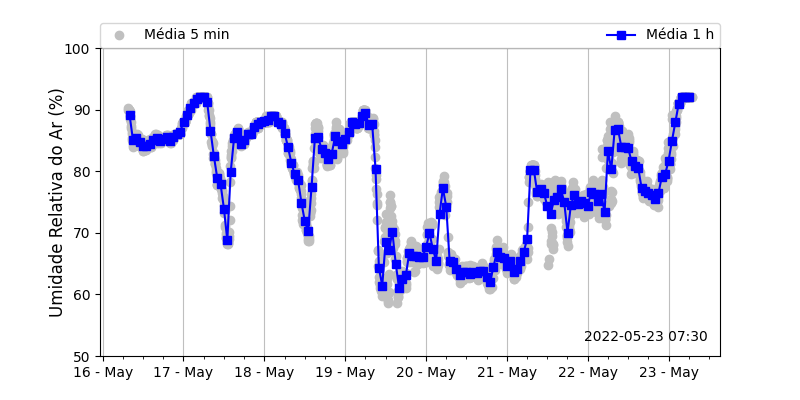 Média 5 min Média 1 h
100
90
80
70
60
50
Umidade Relativa do Ar (%)
2022-05-23 07:30
16 - May 17 - May 18 - May 19 - May 20 - May 21 - May 22 - May 23 - May